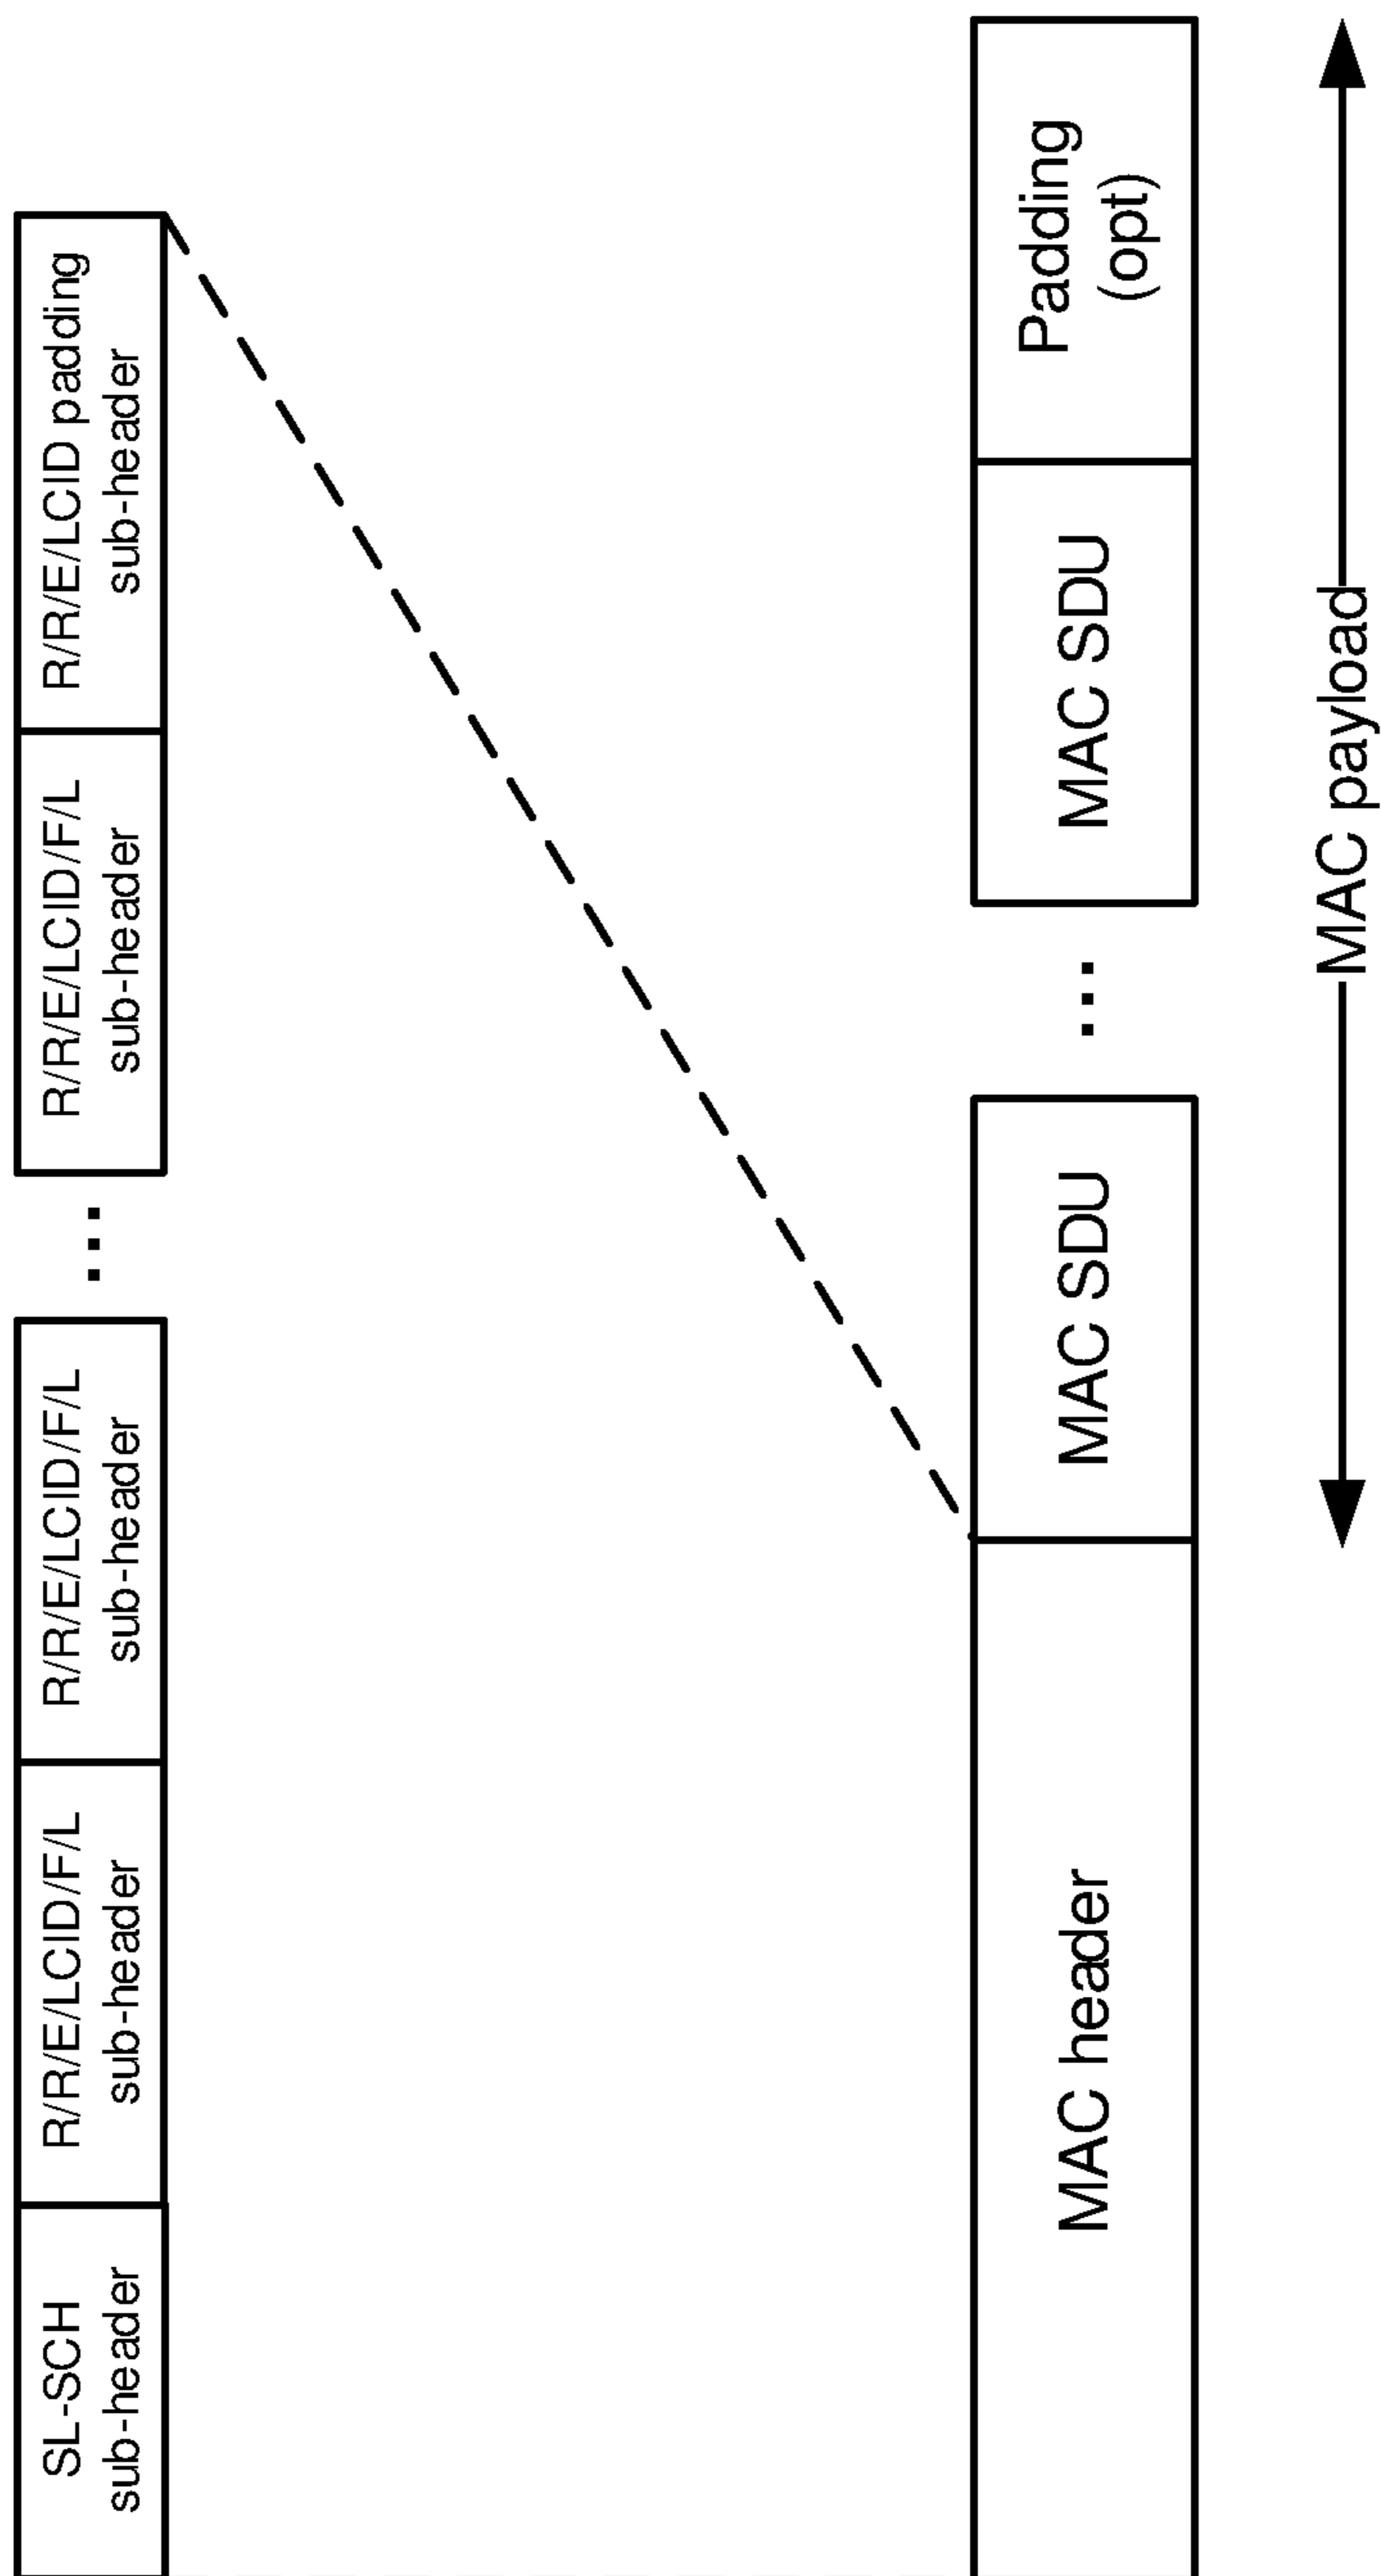 SL-SCH
sub-header
R/R/E/LCID/F/L
sub-header
R/R/E/LCID/F/L
sub-header
...
R/R/E/LCID/F/L
sub-header
R/R/E/LCID padding
sub-header
MAC header
MAC SDU
...
MAC SDU
Padding
(opt)
MAC payload